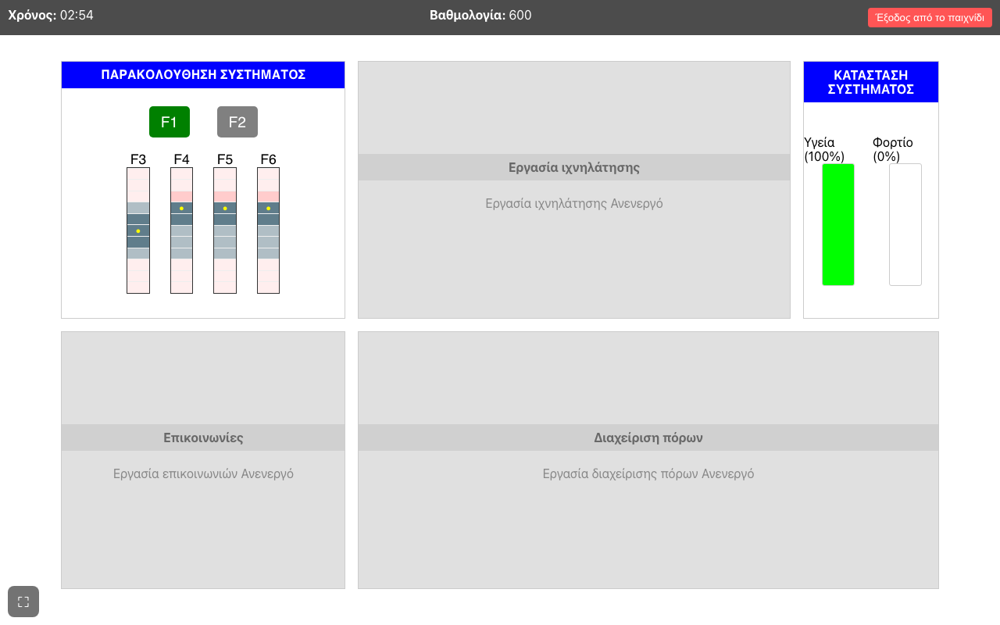 Χρόνος: 02:54
Βαθμολογία: 600
Έξοδος από το παιχνίδι
ΠΑΡΑΚΟΛΟΥΘΗΣΗ ΣΥΣΤΗΜΑΤΟΣ
F1 F2
F3 F4 F5 F6
Εργασία ιχνηλάτησης
Εργασία ιχνηλάτησης Ανενεργό
ΚΑΤΑΣΤΑΣΗ
ΣΥΣΤΗΜΑΤΟΣ
Υγεία
(100%)
Φορτίο
(0%)
Επικοινωνίες
Εργασία επικοινωνιών Ανενεργό
Διαχείριση πόρων
Εργασία διαχείρισης πόρων Ανενεργό